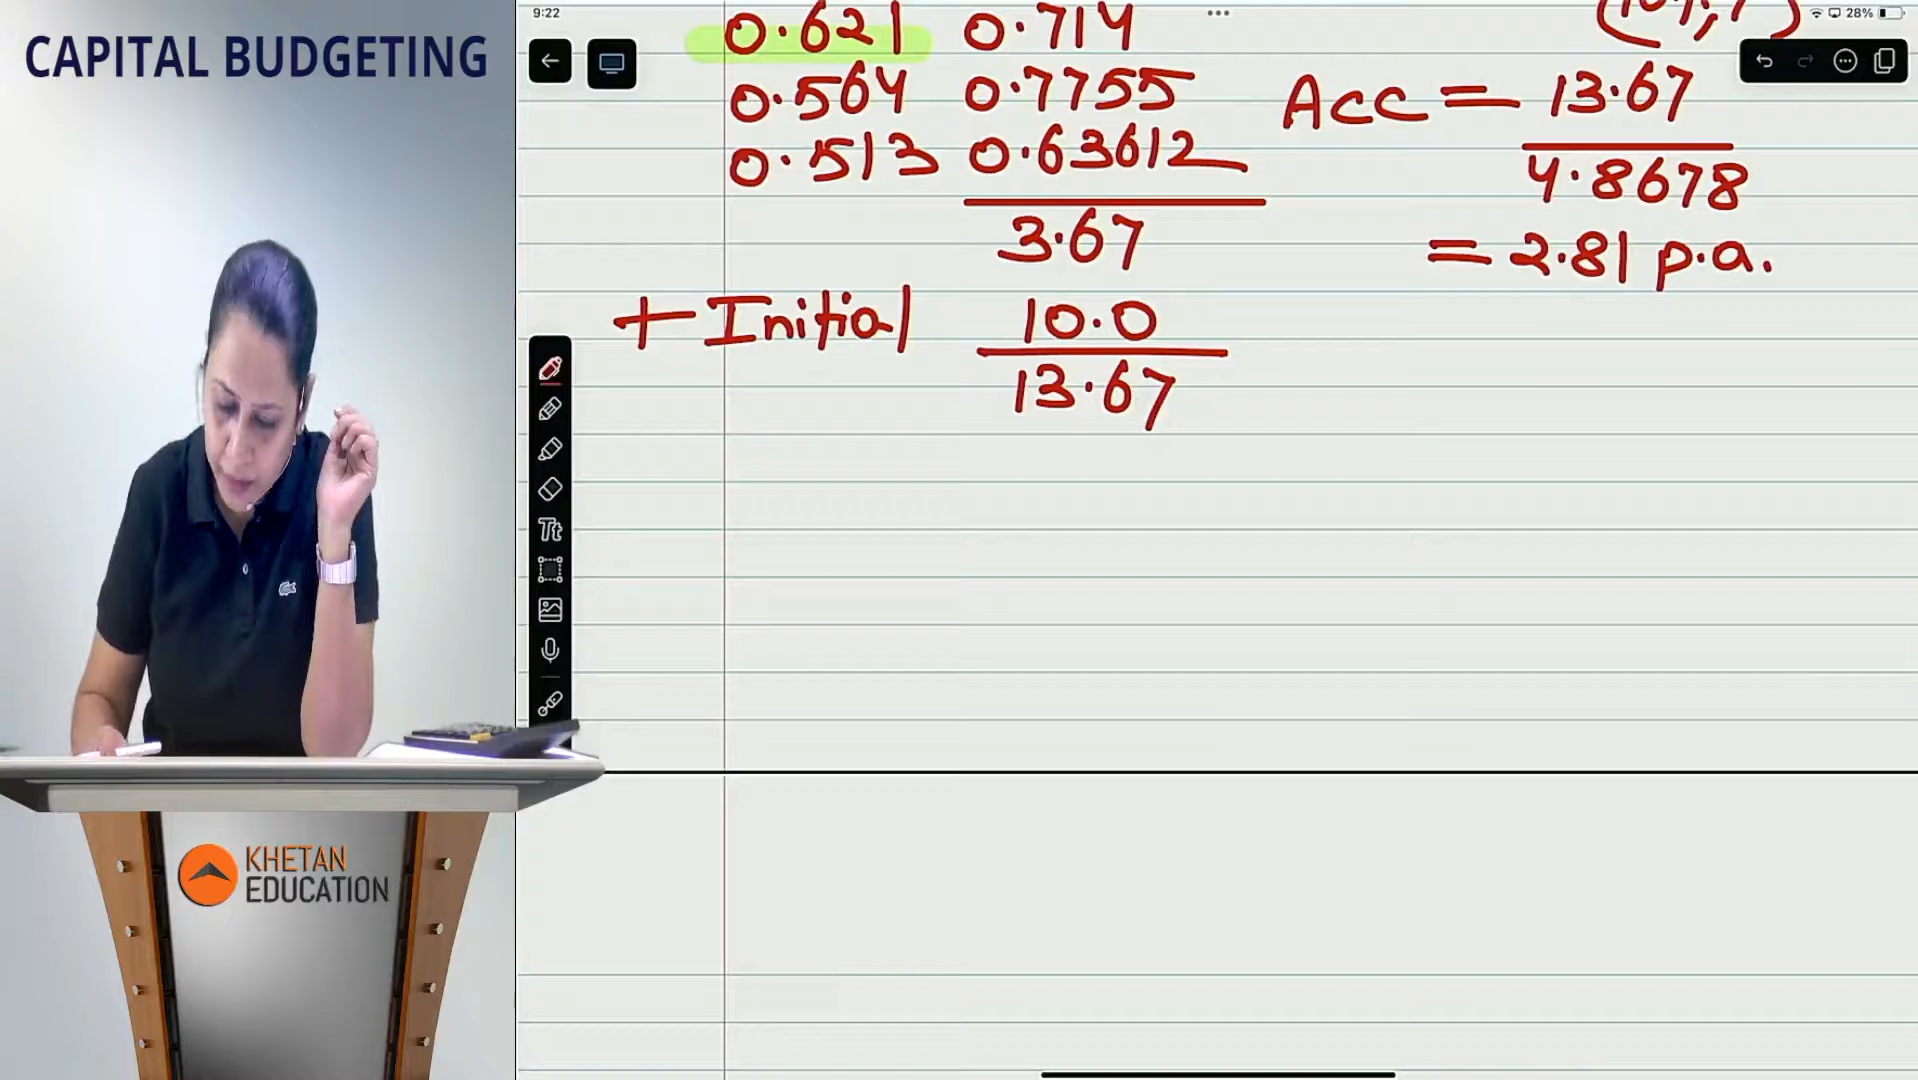 CAPITAL BUDGETING
9:22
28%
0.621 0.714
0.564 0.7755
0.513 0.63612
3.67
+ Initial 10.0
13.67
Acc = 13.67
4.8678
= 2.81 p.a.
Tt
KHETAN
EDUCATION